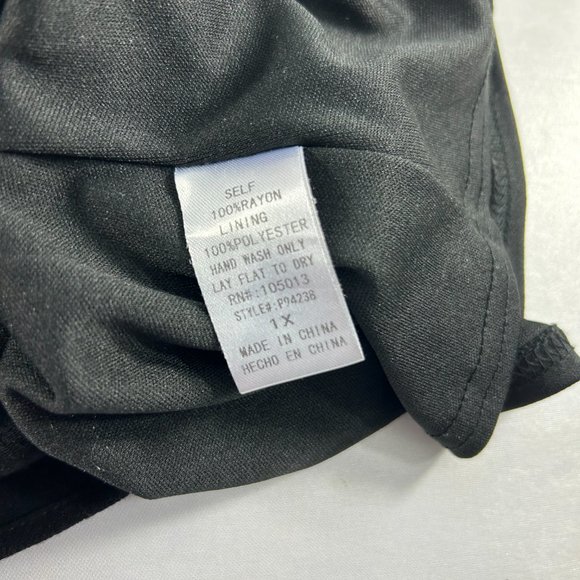 SELF
100%RAYON
LINING
100%POLYESTER
HAND WASH ONLY
LAY FLAT TO DRY
RN#:105013
STYLE#:P94238
1X
MADE IN CHINA
HECHO EN CHINA